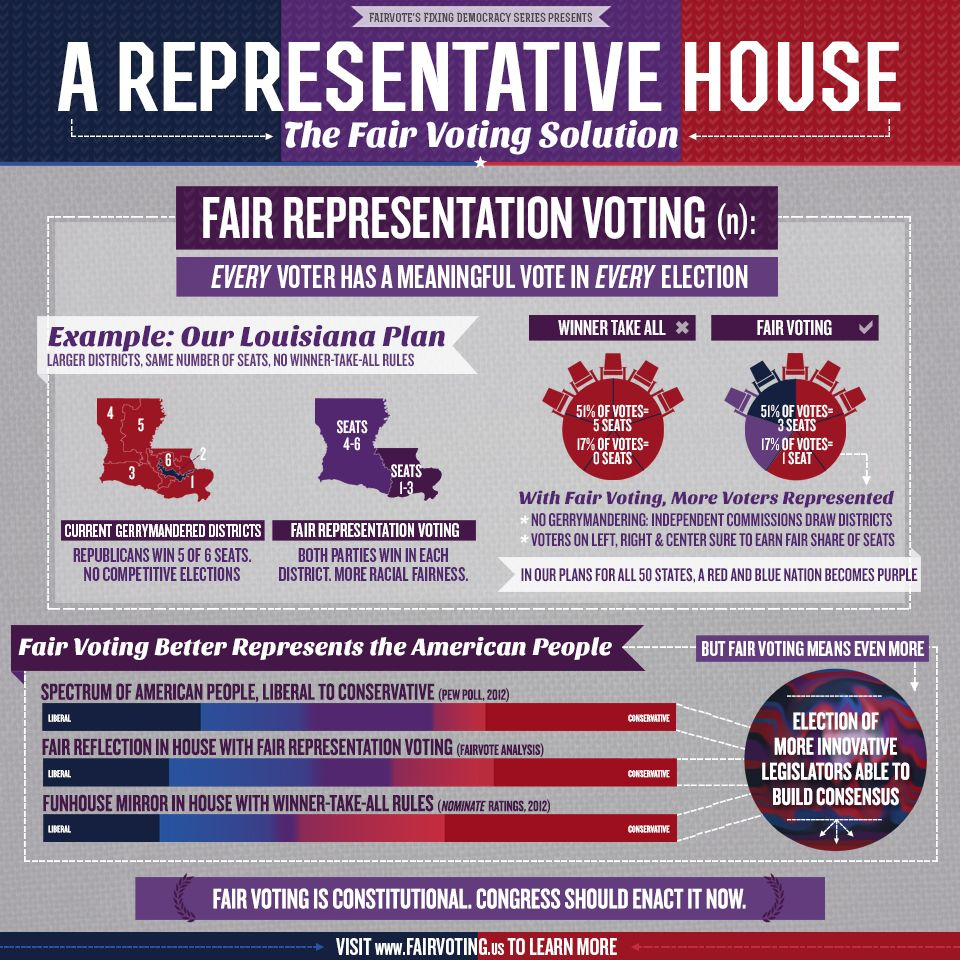 FAIRVOTE'S FIXING DEMOCRACY SERIES PRESENTS
A REPRESENTATIVE HOUSE
The Fair Voting Solution
FAIR REPRESENTATION VOTING (n):
EVERY VOTER HAS A MEANINGFUL VOTE IN EVERY ELECTION
Example: Our Louisiana Plan
LARGER DISTRICTS, SAME NUMBER OF SEATS, NO WINNER-TAKE-ALL RULES
4
5
3
6
2
1
CURRENT GERRYMANDERED DISTRICTS
REPUBLICANS WIN 5 OF 6 SEATS.
NO COMPETITIVE ELECTIONS
SEATS
4-6
SEATS
1-3
FAIR REPRESENTATION VOTING
BOTH PARTIES WIN IN EACH
DISTRICT. MORE RACIAL FAIRNESS.
WINNER TAKE ALL
51% OF VOTES=
5 SEATS
17% OF VOTES=
0 SEATS
FAIR VOTING
51% OF VOTES=
3 SEATS
17% OF VOTES=
1 SEAT
With Fair Voting, More Voters Represented
* NO GERRYMANDERING: INDEPENDENT COMMISSIONS DRAW DISTRICTS
* VOTERS ON LEFT, RIGHT & CENTER SURE TO EARN FAIR SHARE OF SEATS
IN OUR PLANS FOR ALL 50 STATES, A RED AND BLUE NATION BECOMES PURPLE
Fair Voting Better Represents the American People
BUT FAIR VOTING MEANS EVEN MORE
SPECTRUM OF AMERICAN PEOPLE, LIBERAL TO CONSERVATIVE (PEW POLL, 2012)
LIBERAL CONSERVATIVE
FAIR REFLECTION IN HOUSE WITH FAIR REPRESENTATION VOTING (FAIRVOTE ANALYSIS)
LIBERAL CONSERVATIVE
FUNHOUSE MIRROR IN HOUSE WITH WINNER-TAKE-ALL RULES (NOMINATE RATINGS, 2012)
LIBERAL CONSERVATIVE
ELECTION OF
MORE INNOVATIVE
LEGISLATORS ABLE TO
BUILD CONSENSUS
FAIR VOTING IS CONSTITUTIONAL. CONGRESS SHOULD ENACT IT NOW.
VISIT www.FAIRVOTING.us TO LEARN MORE